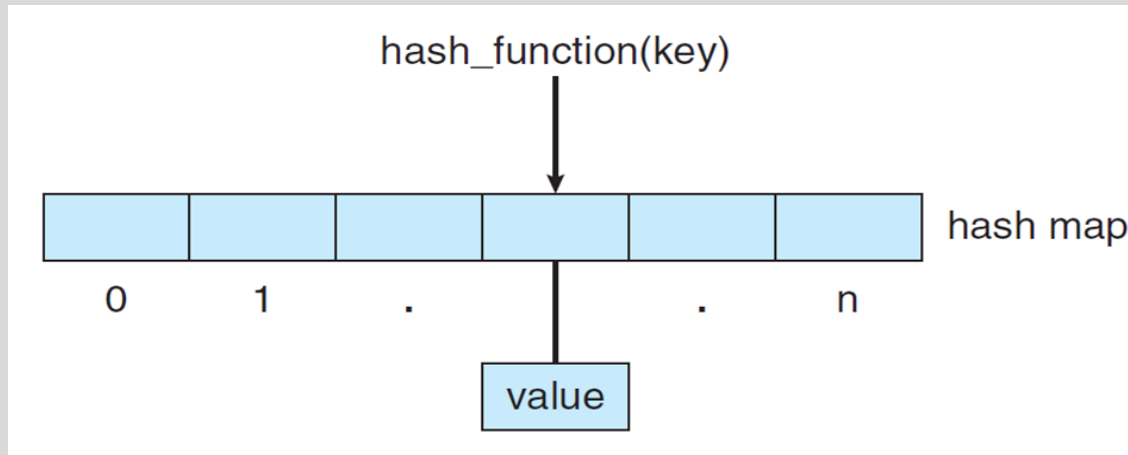 hash_function(key)
hash map
0 1 . . n
value